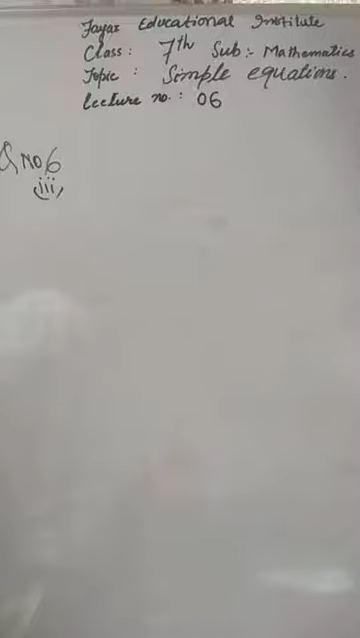 Jayaz Educational Institute
Class: 7th Sub:- Mathematics
Topic : Simple equations.
Lecture no.: 06
Q NO 6
(iii)